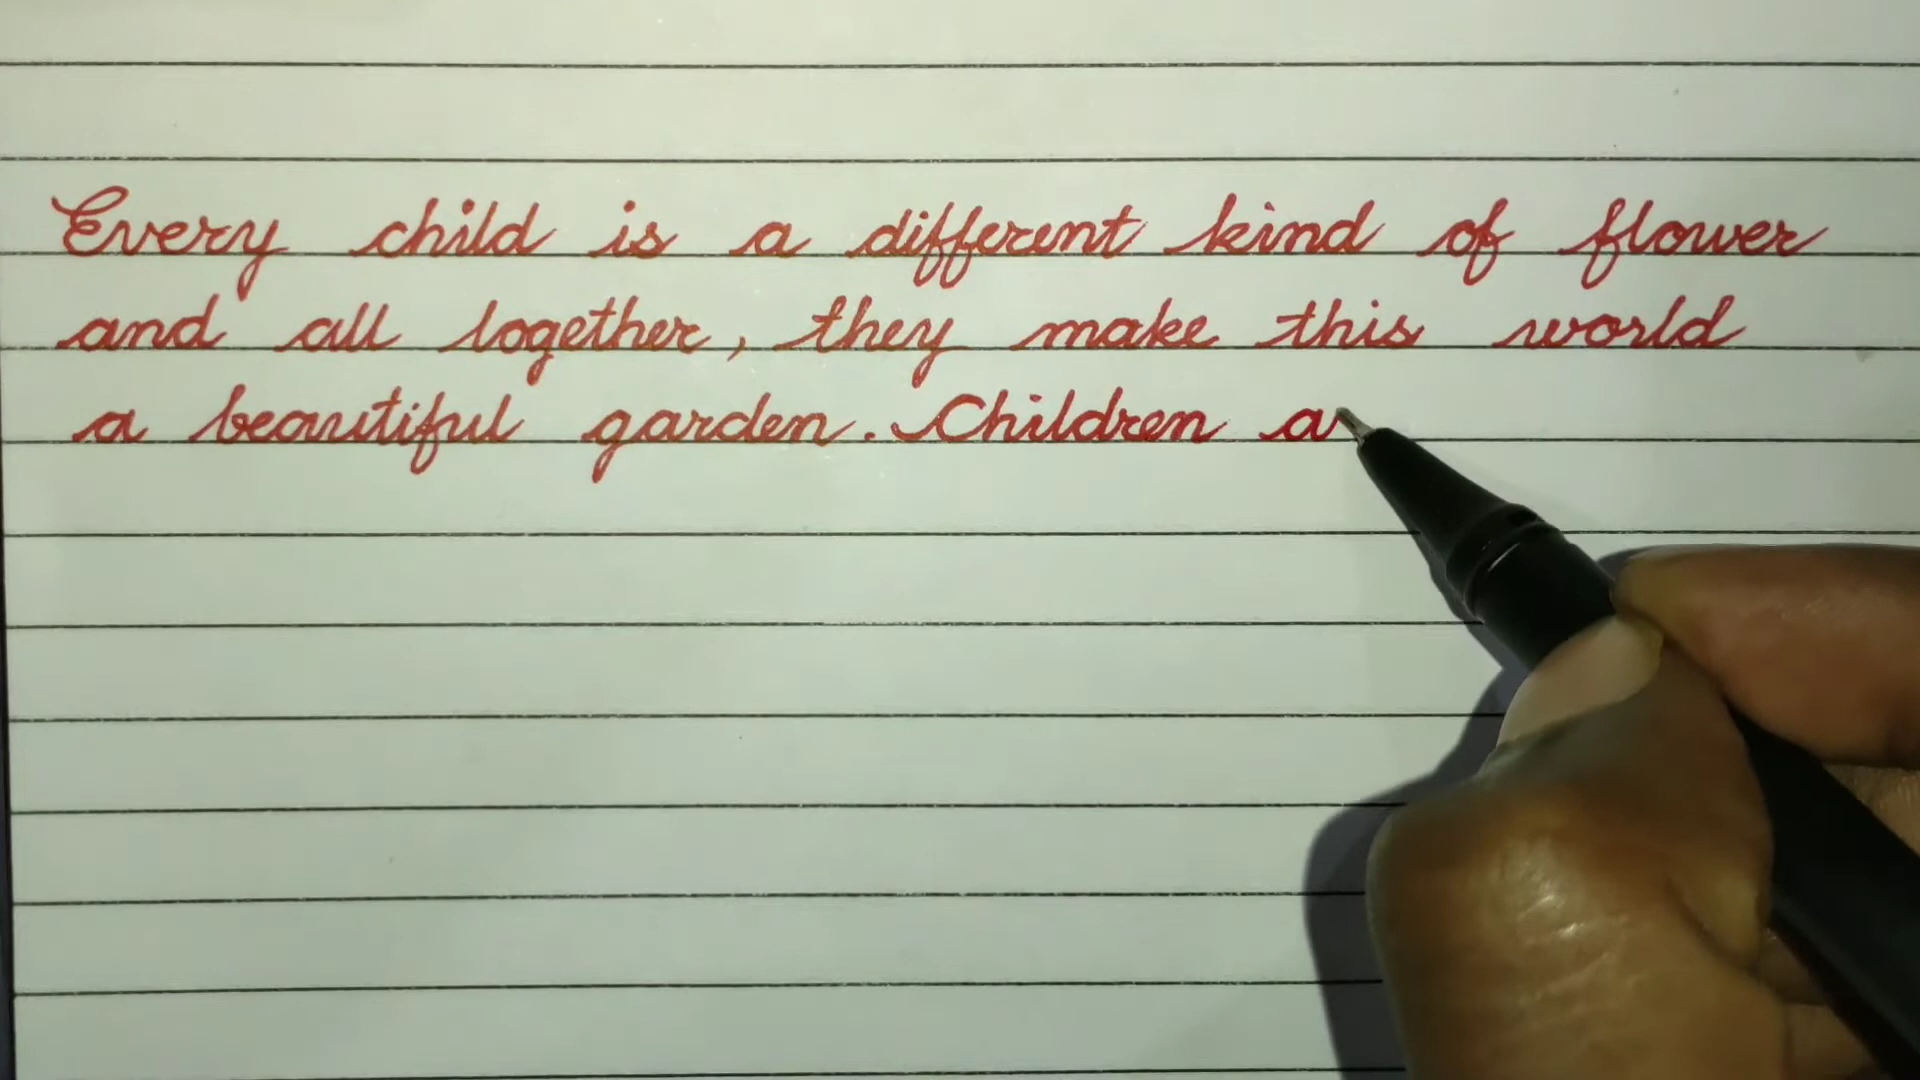 Every child is a different kind of flower
and all together, they make this world
a beautiful garden. Children a